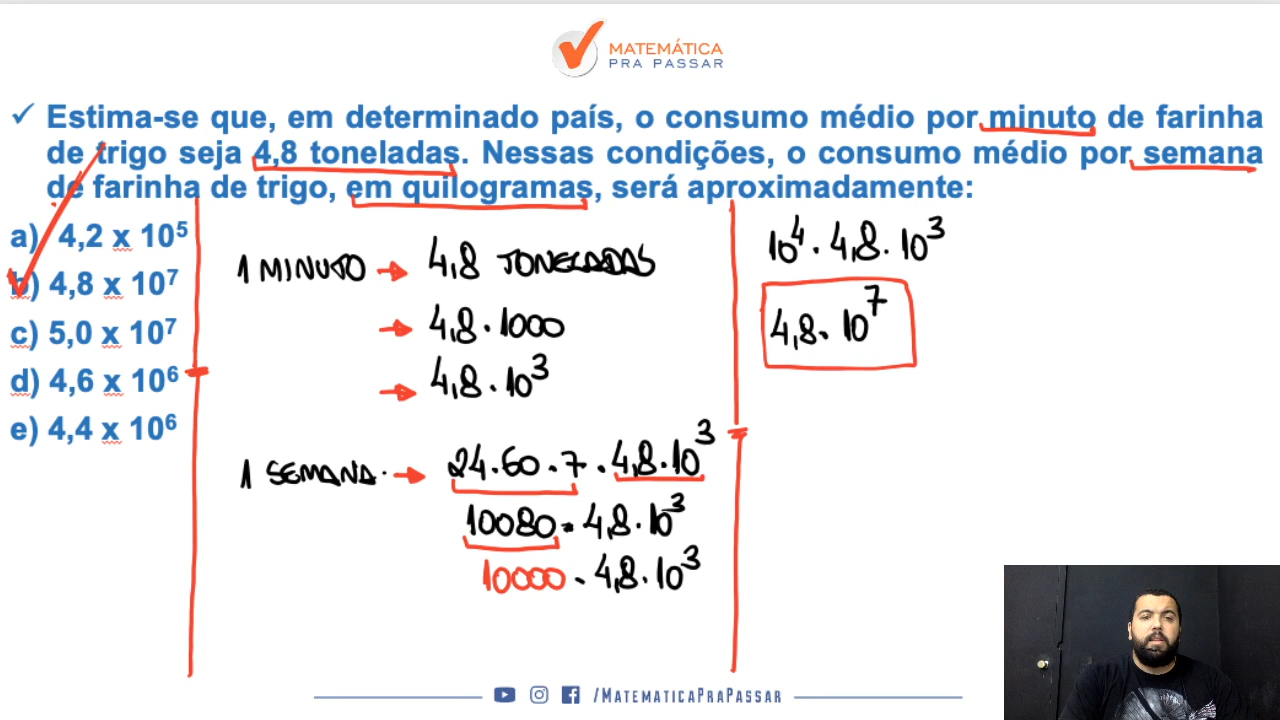 MATEMÁTICA
PRA PASSAR
✓ Estima-se que, em determinado país, o consumo médio por minuto de farinha
de trigo seja 4,8 toneladas. Nessas condições, o consumo médio por semana
de farinha de trigo, em quilogramas, será aproximadamente:
a) 4,2 x 10⁵
b) 4,8 x 10⁷
c) 5,0 x 10⁷
d) 4,6 x 10⁶
e) 4,4 x 10⁶
1 MINUTO → 4,8 TONELADAS
→ 4,8 · 1000
→ 4,8 · 10³
1 SEMANA · → 24 · 60 · 7 · 4,8 · 10³
10080 · 4,8 · 10³
10000 · 4,8 · 10³
10⁴ · 4,8 · 10³
4,8 · 10⁷
/MATEMATICAPRAPASSAR